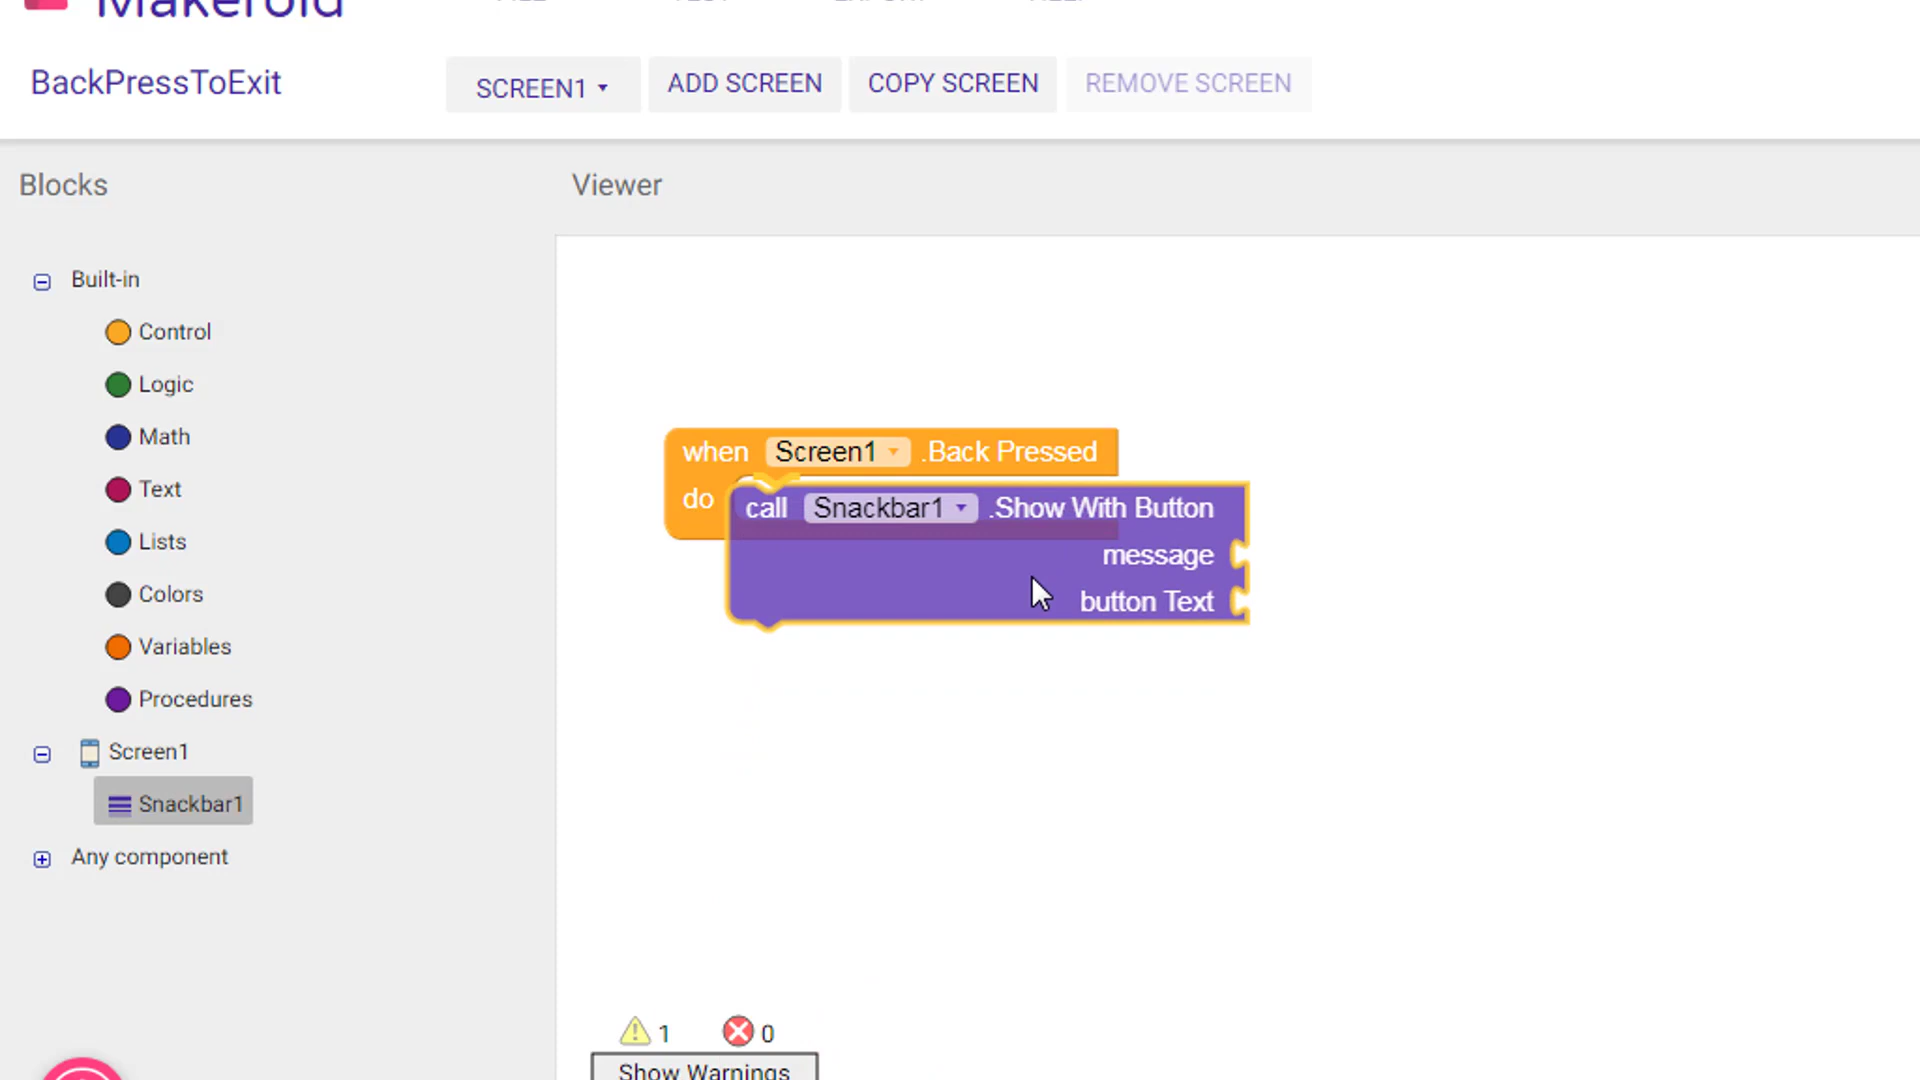 Makeroid
BackPressToExit
SCREEN1
ADD SCREEN
COPY SCREEN
REMOVE SCREEN
Blocks
Viewer
Built-in
Control
Logic
Math
Text
Lists
Colors
Variables
Procedures
Screen1
Snackbar1
Any component
when Screen1 .Back Pressed
do
call Snackbar1 .Show With Button
message
button Text
1
0
Show Warnings